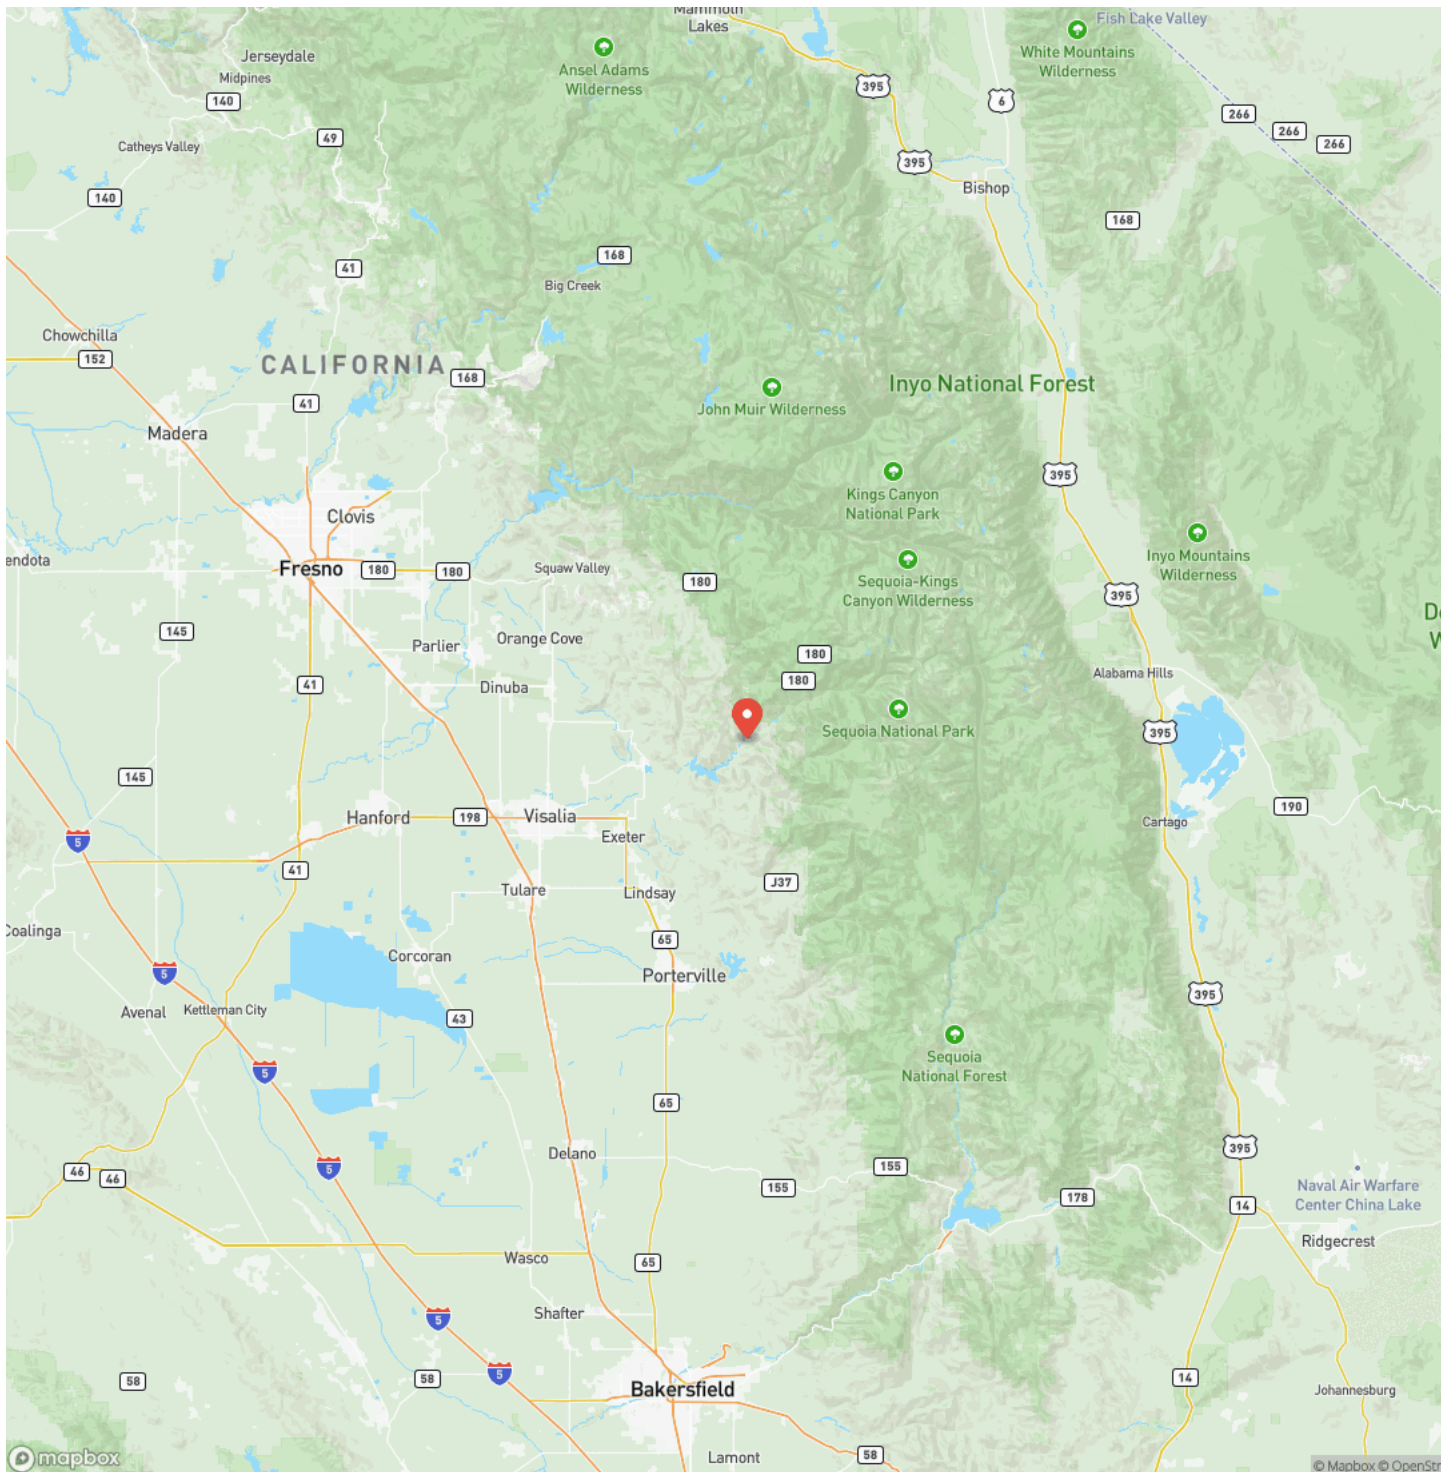 Mammoth
Lakes
Fish Lake Valley
White Mountains
Wilderness
Jerseydale
Midpines
Ansel Adams
Wilderness
395
6
140
266
266
266
49
Catheys Valley
395
Bishop
140
168
168
41
Big Creek
Chowchilla
152
CALIFORNIA
168
Inyo National Forest
41
John Muir Wilderness
Madera
395
Kings Canyon
National Park
Clovis
Inyo Mountains
Wilderness
endota
Fresno
180
180
Squaw Valley
180
Sequoia-Kings
Canyon Wilderness
395
De
W
145
Parlier
Orange Cove
180
Alabama Hills
41
Dinuba
180
Sequoia National Park
395
145
5
Hanford
198
Visalia
Exeter
190
Cartago
41
Tulare
Lindsay
J37
Coalinga
65
Corcoran
5
Porterville
395
Avenal
Kettleman City
43
Sequoia
National Forest
5
65
46
46
5
Delano
155
155
178
395
Naval Air Warfare
Center China Lake
14
Ridgecrest
Wasco
65
Shafter
5
5
58
58
14
Bakersfield
Johannesburg
Lamont
58
mapbox
© Mapbox © OpenStr